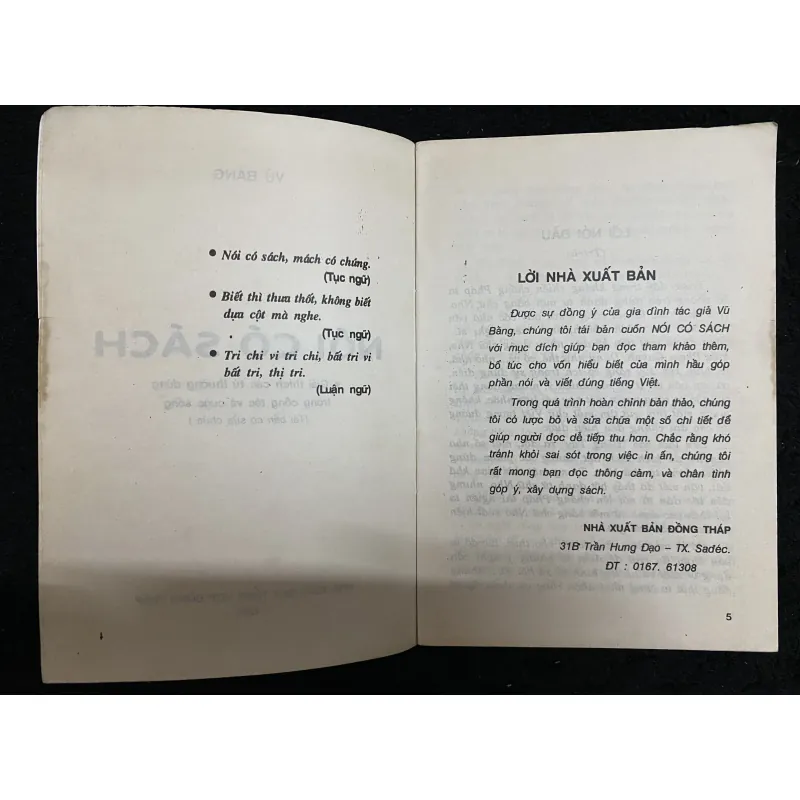 ● Nói có sách, mách có chứng.
(Tục ngữ)
● Biết thì thưa thốt, không biết
dựa cột mà nghe.
(Tục ngữ)
● Tri chi vi tri chi, bất tri vi
bất tri, thị tri.
(Luận ngữ)
LỜI NHÀ XUẤT BẢN
Được sự đồng ý của gia đình tác giả Vũ
Bằng, chúng tôi tái bản cuốn NÓI CÓ SÁCH
với mục đích giúp bạn đọc tham khảo thêm,
bổ túc cho vốn hiểu biết của mình hầu góp
phần nói và viết đúng tiếng Việt.
Trong quá trình hoàn chỉnh bản thảo, chúng
tôi có lược bỏ và sửa chữa một số chi tiết để
giúp người đọc dễ tiếp thu hơn. Chắc rằng khó
tránh khỏi sai sót trong việc in ấn, chúng tôi
rất mong bạn đọc thông cảm, và chân tình
góp ý, xây dựng sách.
NHÀ XUẤT BẢN ĐỒNG THÁP
31B Trần Hưng Đạo – TX. Sadéc.
ĐT : 0167. 61308
5